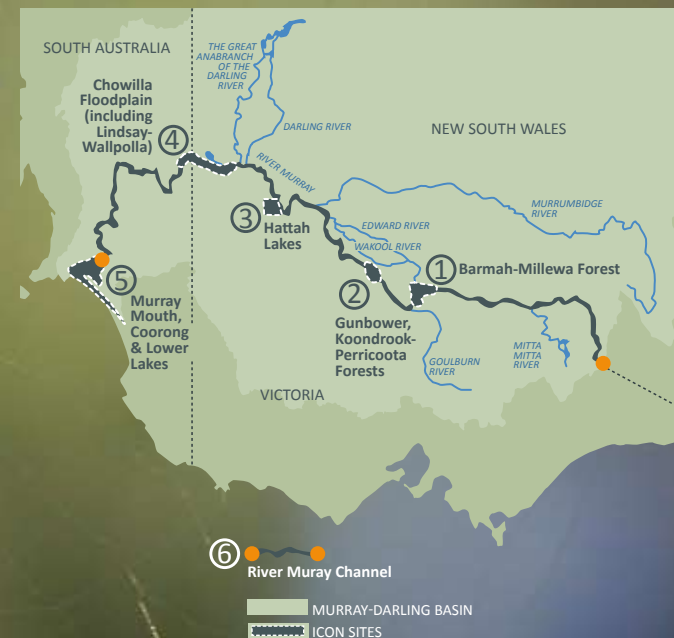 SOUTH AUSTRALIA
THE GREAT
ANABRANCH
OF THE
DARLING
RIVER
Chowilla
Floodplain
(including
Lindsay-
Wallpolla)
4
DARLING RIVER
NEW SOUTH WALES
RIVER MURRAY
MURRUMBIDGE
RIVER
3
Hattah
Lakes
EDWARD RIVER
WAKOOL RIVER
1
Barmah-Millewa Forest
5
Murray
Mouth,
Coorong
& Lower
Lakes
2
Gunbower,
Koondrook-
Perricoota
Forests
GOULBURN
RIVER
MITTA
MITTA
RIVER
VICTORIA
6
River Muray Channel
MURRAY-DARLING BASIN
ICON SITES